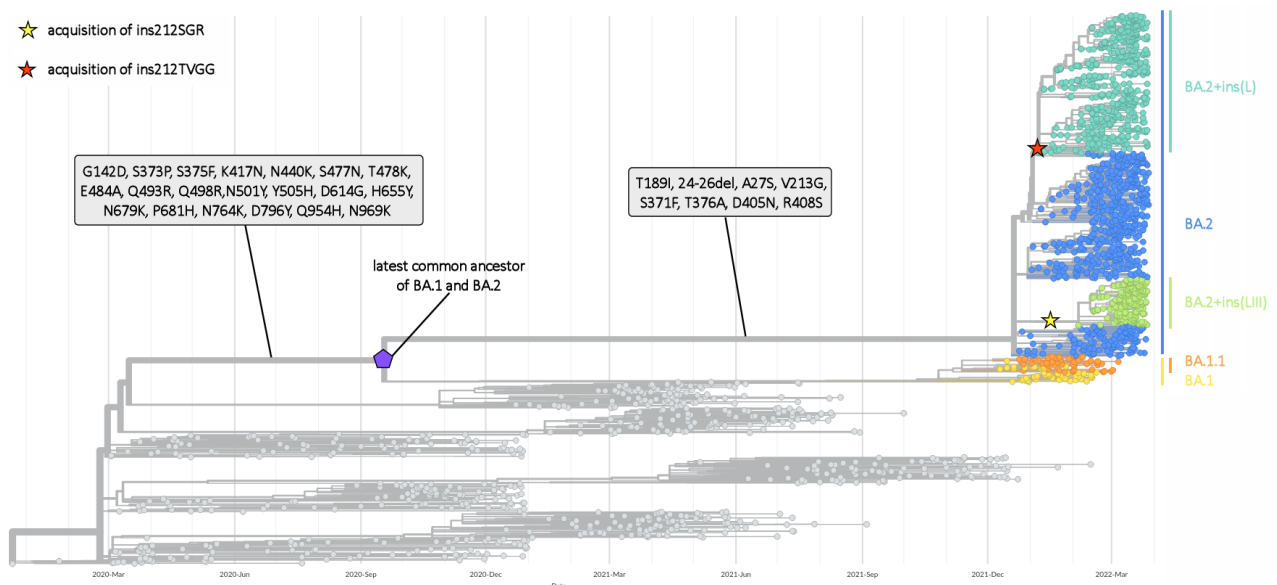 acquisition of ins212SGR
acquisition of ins212TVGG
G142D, S373P, S375F, K417N, N440K, S477N, T478K,
E484A, Q493R, Q498R,N501Y, Y505H, D614G, H655Y,
N679K, P681H, N764K, D796Y, Q954H, N969K
latest common ancestor
of BA.1 and BA.2
T189I, 24-26del, A27S, V213G,
S371F, T376A, D405N, R408S
BA.2+ins(L)
BA.2
BA.2+ins(LIII)
BA.1.1
BA.1
2020-Mar
2020-Jun
2020-Sep
2020-Dec
2021-Mar
2021-Jun
2021-Sep
2021-Dec
2022-Mar